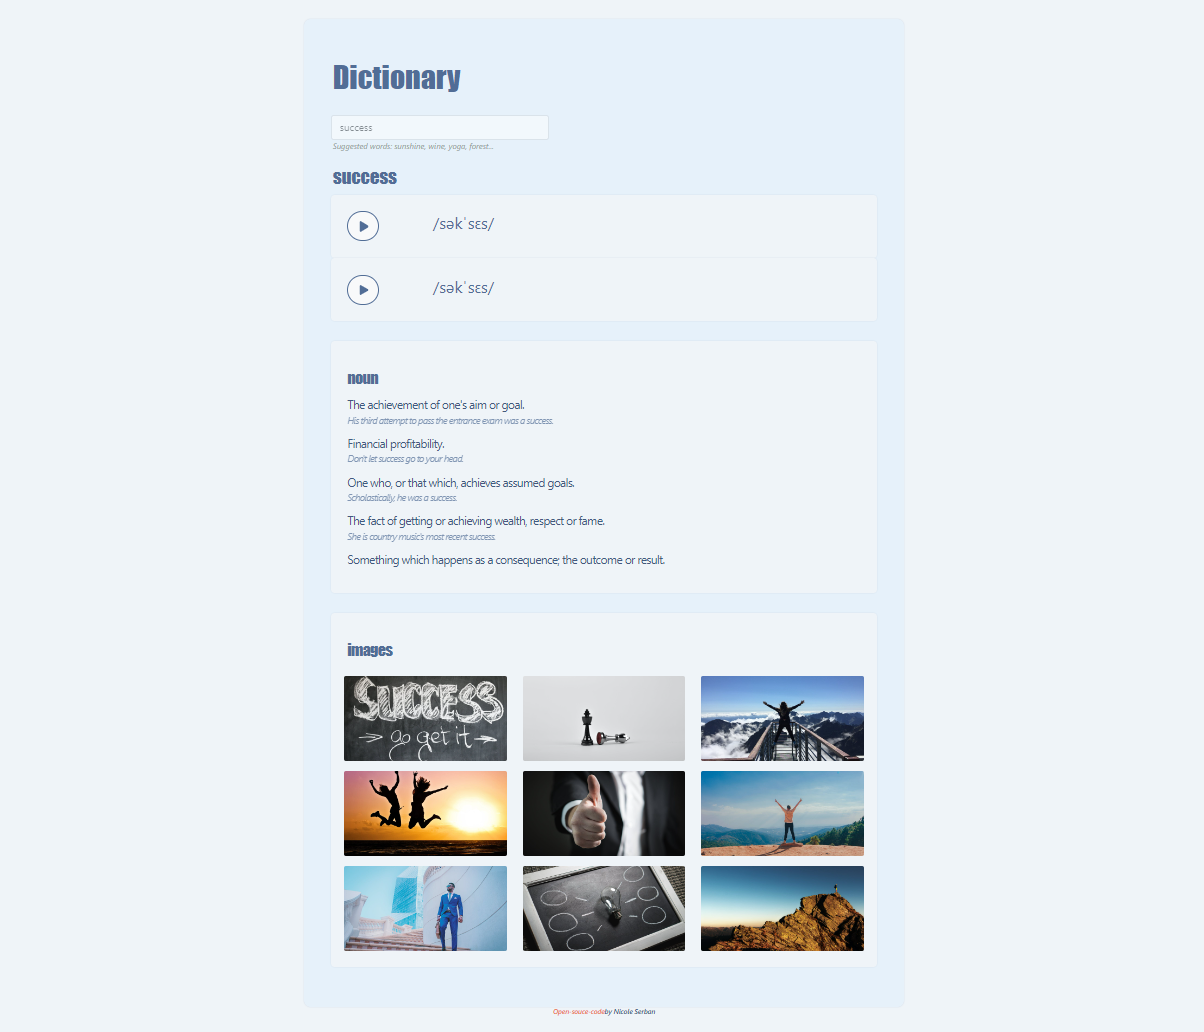 Dictionary
success
Suggested words: sunshine, wine, yoga, forest...
success
/səkˈsɛs/
/səkˈsɛs/
noun
The achievement of one's aim or goal.
His third attempt to pass the entrance exam was a success.
Financial profitability.
Don't let success go to your head.
One who, or that which, achieves assumed goals.
Scholastically, he was a success.
The fact of getting or achieving wealth, respect or fame.
She is country music's most recent success.
Something which happens as a consequence; the outcome or result.
images
SUCCESS
go get it
Open-souce-codeby Nicole Serban